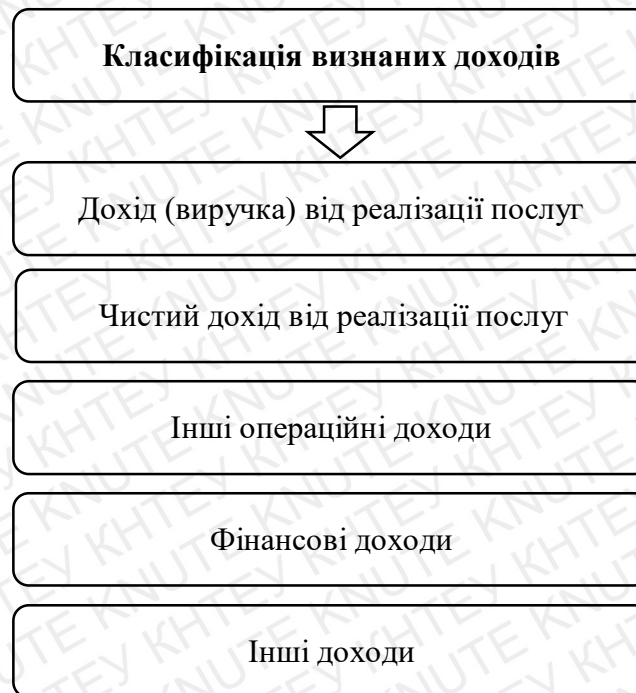 Класифікація визнаних доходів
Дохід (виручка) від реалізації послуг
Чистий дохід від реалізації послуг
Інші операційні доходи
Фінансові доходи
Інші доходи